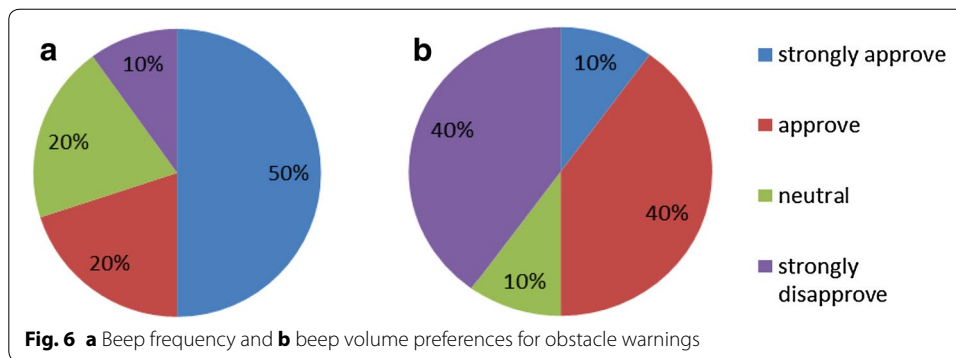 a
10%
20%
50%
20%
b
10%
40%
40%
10%
strongly approve
approve
neutral
strongly
disapprove
Fig. 6 a Beep frequency and b beep volume preferences for obstacle warnings